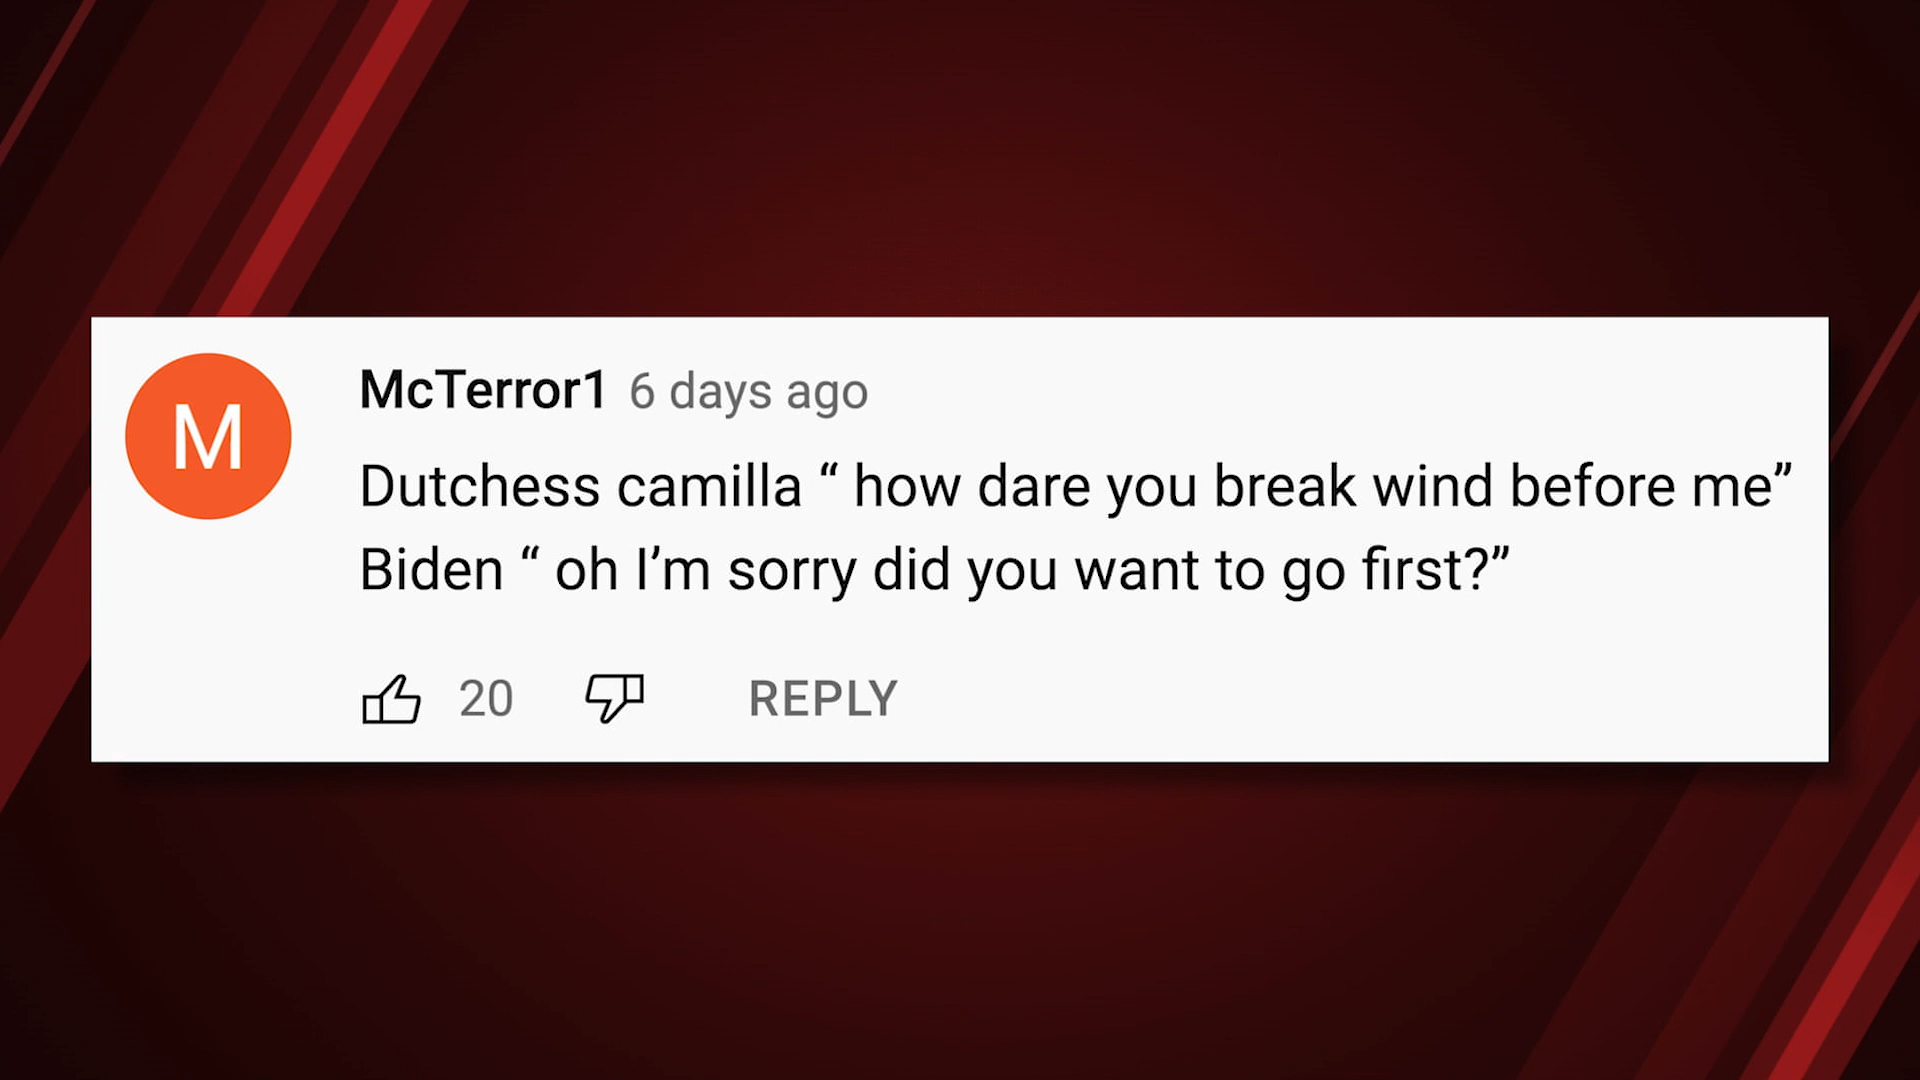 M
McTerror1 6 days ago
Dutchess camilla “ how dare you break wind before me”
Biden “ oh I’m sorry did you want to go first?”
20 REPLY